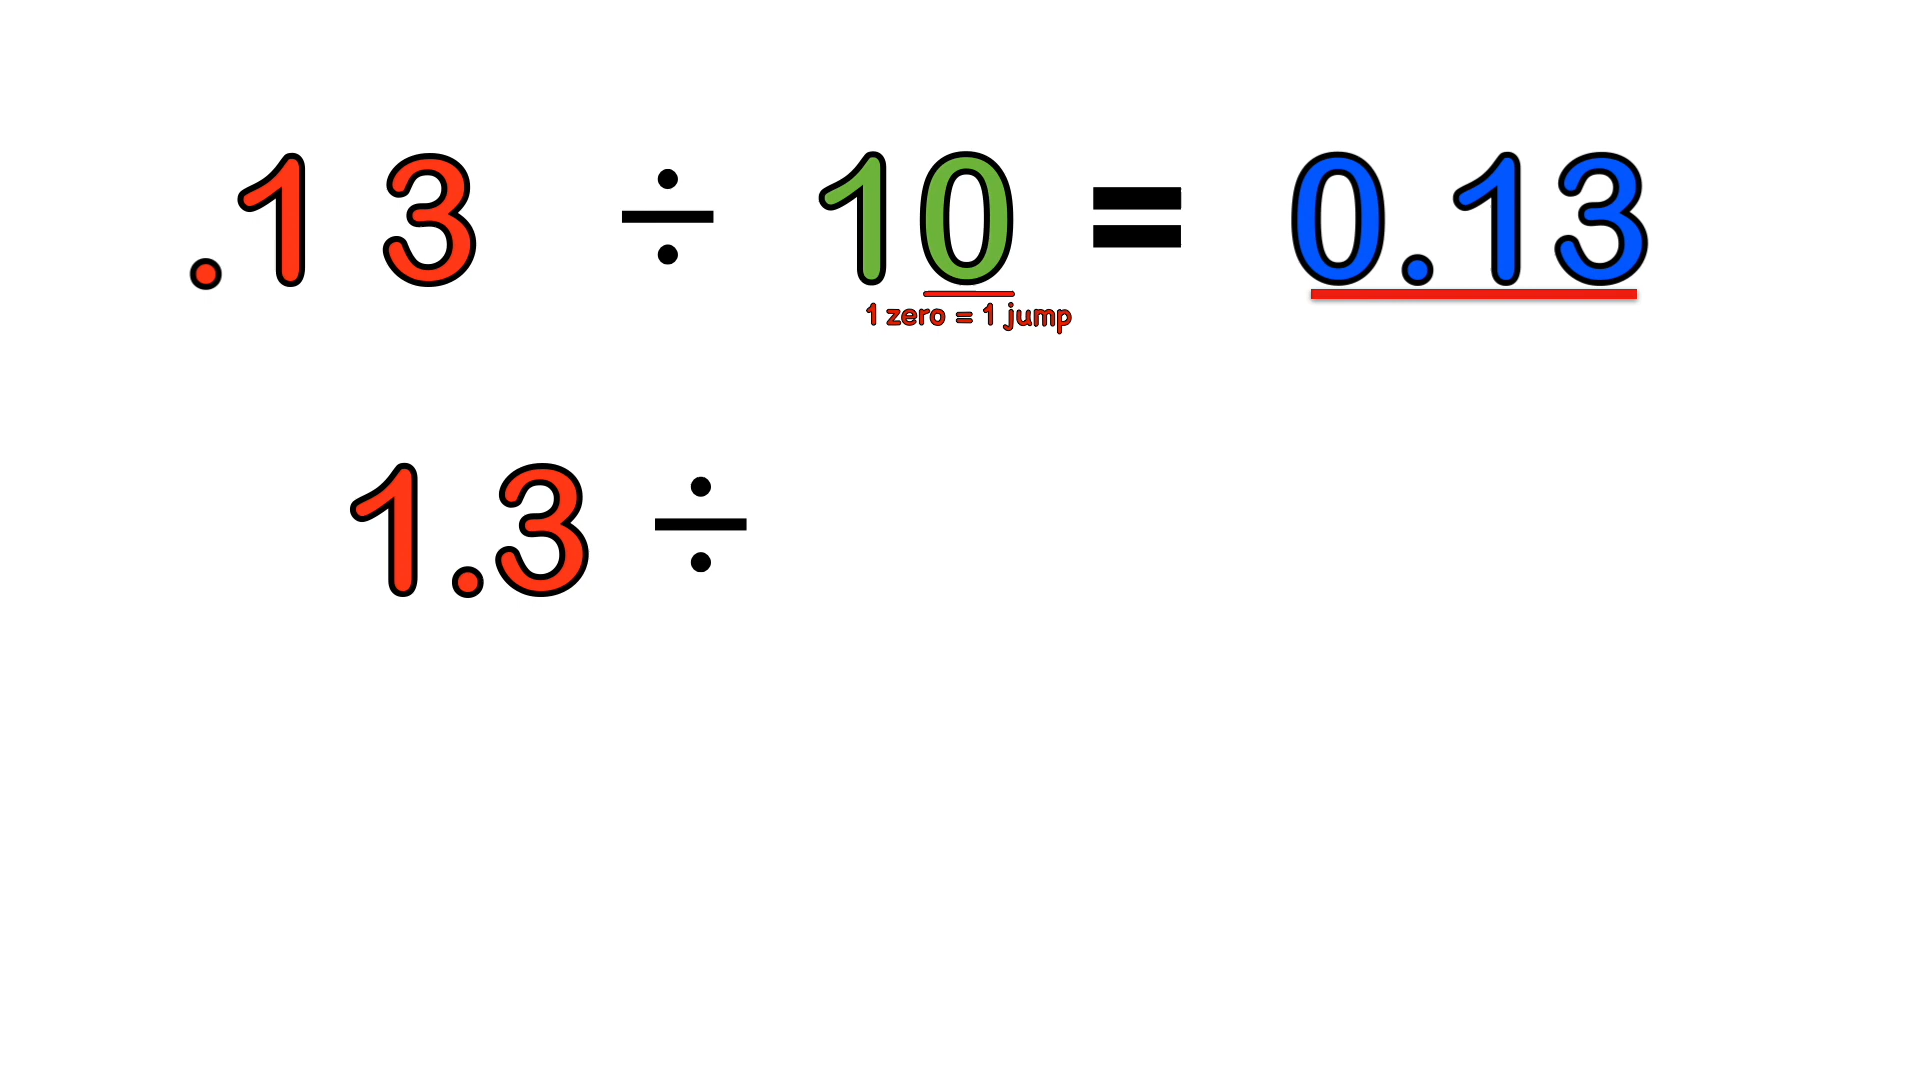 .1 3 ÷ 10 = 0.13
1 zero = 1 jump
1.3 ÷